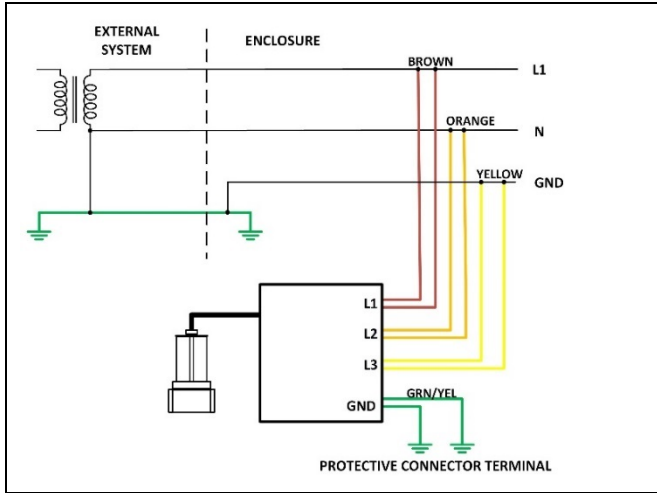 EXTERNAL
SYSTEM
ENCLOSURE
BROWN
L1
ORANGE
N
YELLOW
GND
L1
L2
L3
GND
GRN/YEL
PROTECTIVE CONNECTOR TERMINAL